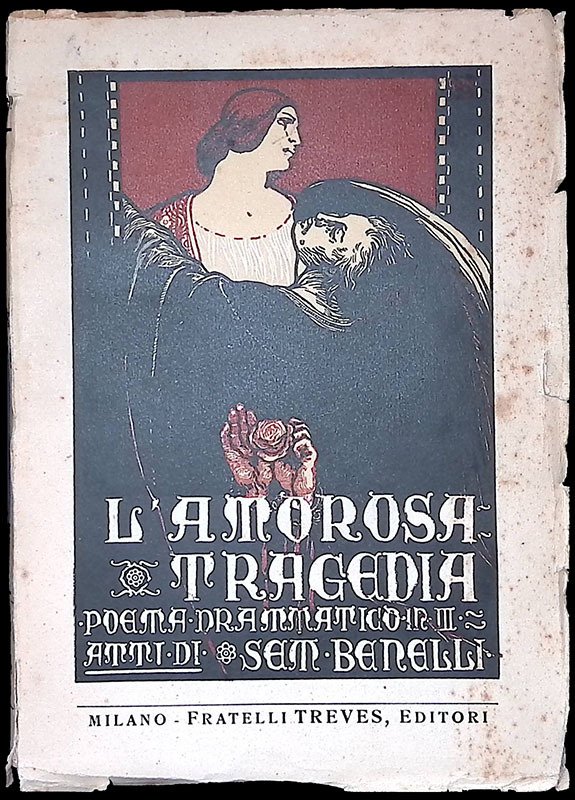 L'AMOROSA
TRAGEDIA
·POEMA·DRAMMATICO·IN·III·
ATTI·DI·SEM·BENELLI·
MILANO - FRATELLI TREVES, EDITORI